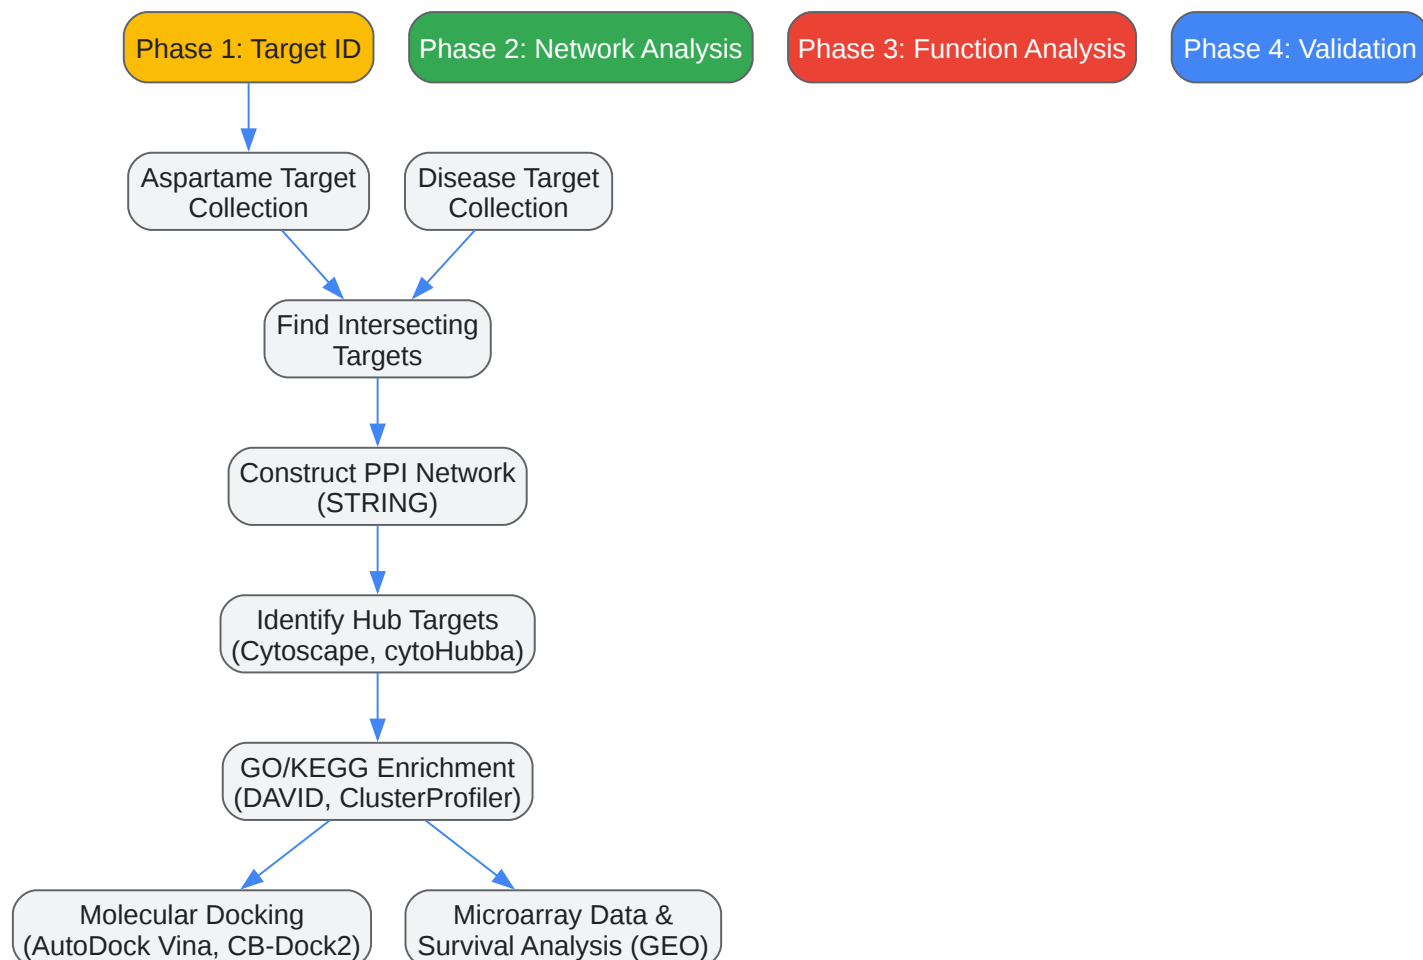 Phase 1: Target ID
Phase 2: Network Analysis
Phase 3: Function Analysis
Phase 4: Validation
Aspartame Target
Collection
Disease Target
Collection
Find Intersecting
Targets
Construct PPI Network
(STRING)
Identify Hub Targets
(Cytoscape, cytoHubba)
GO/KEGG Enrichment
(DAVID, ClusterProfiler)
Molecular Docking
(AutoDock Vina, CB-Dock2)
Microarray Data &
Survival Analysis (GEO)